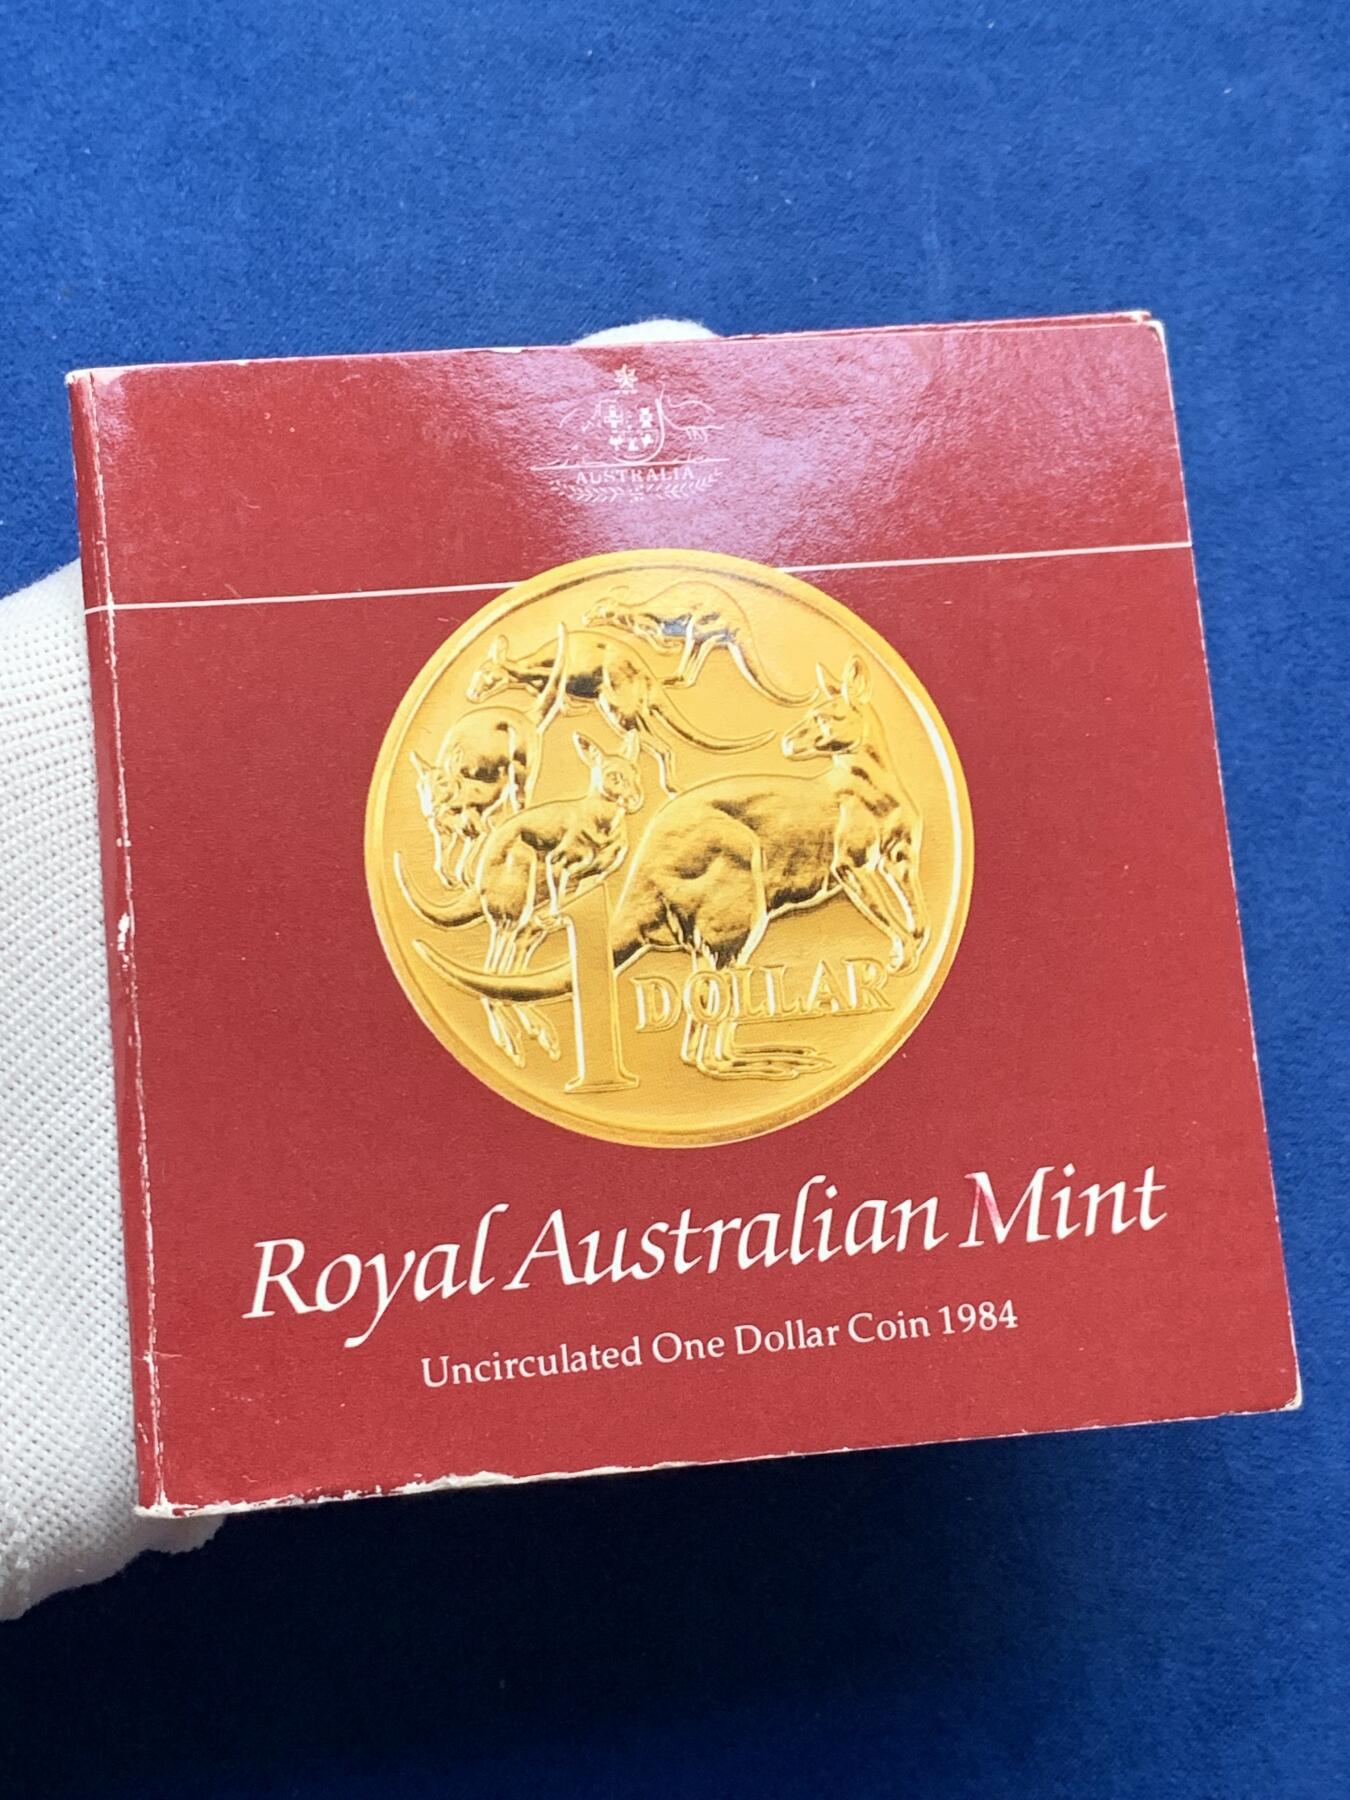 AUSTRALIA
1
DOLLAR
Royal Australian Mint
Uncirculated One Dollar Coin 1984